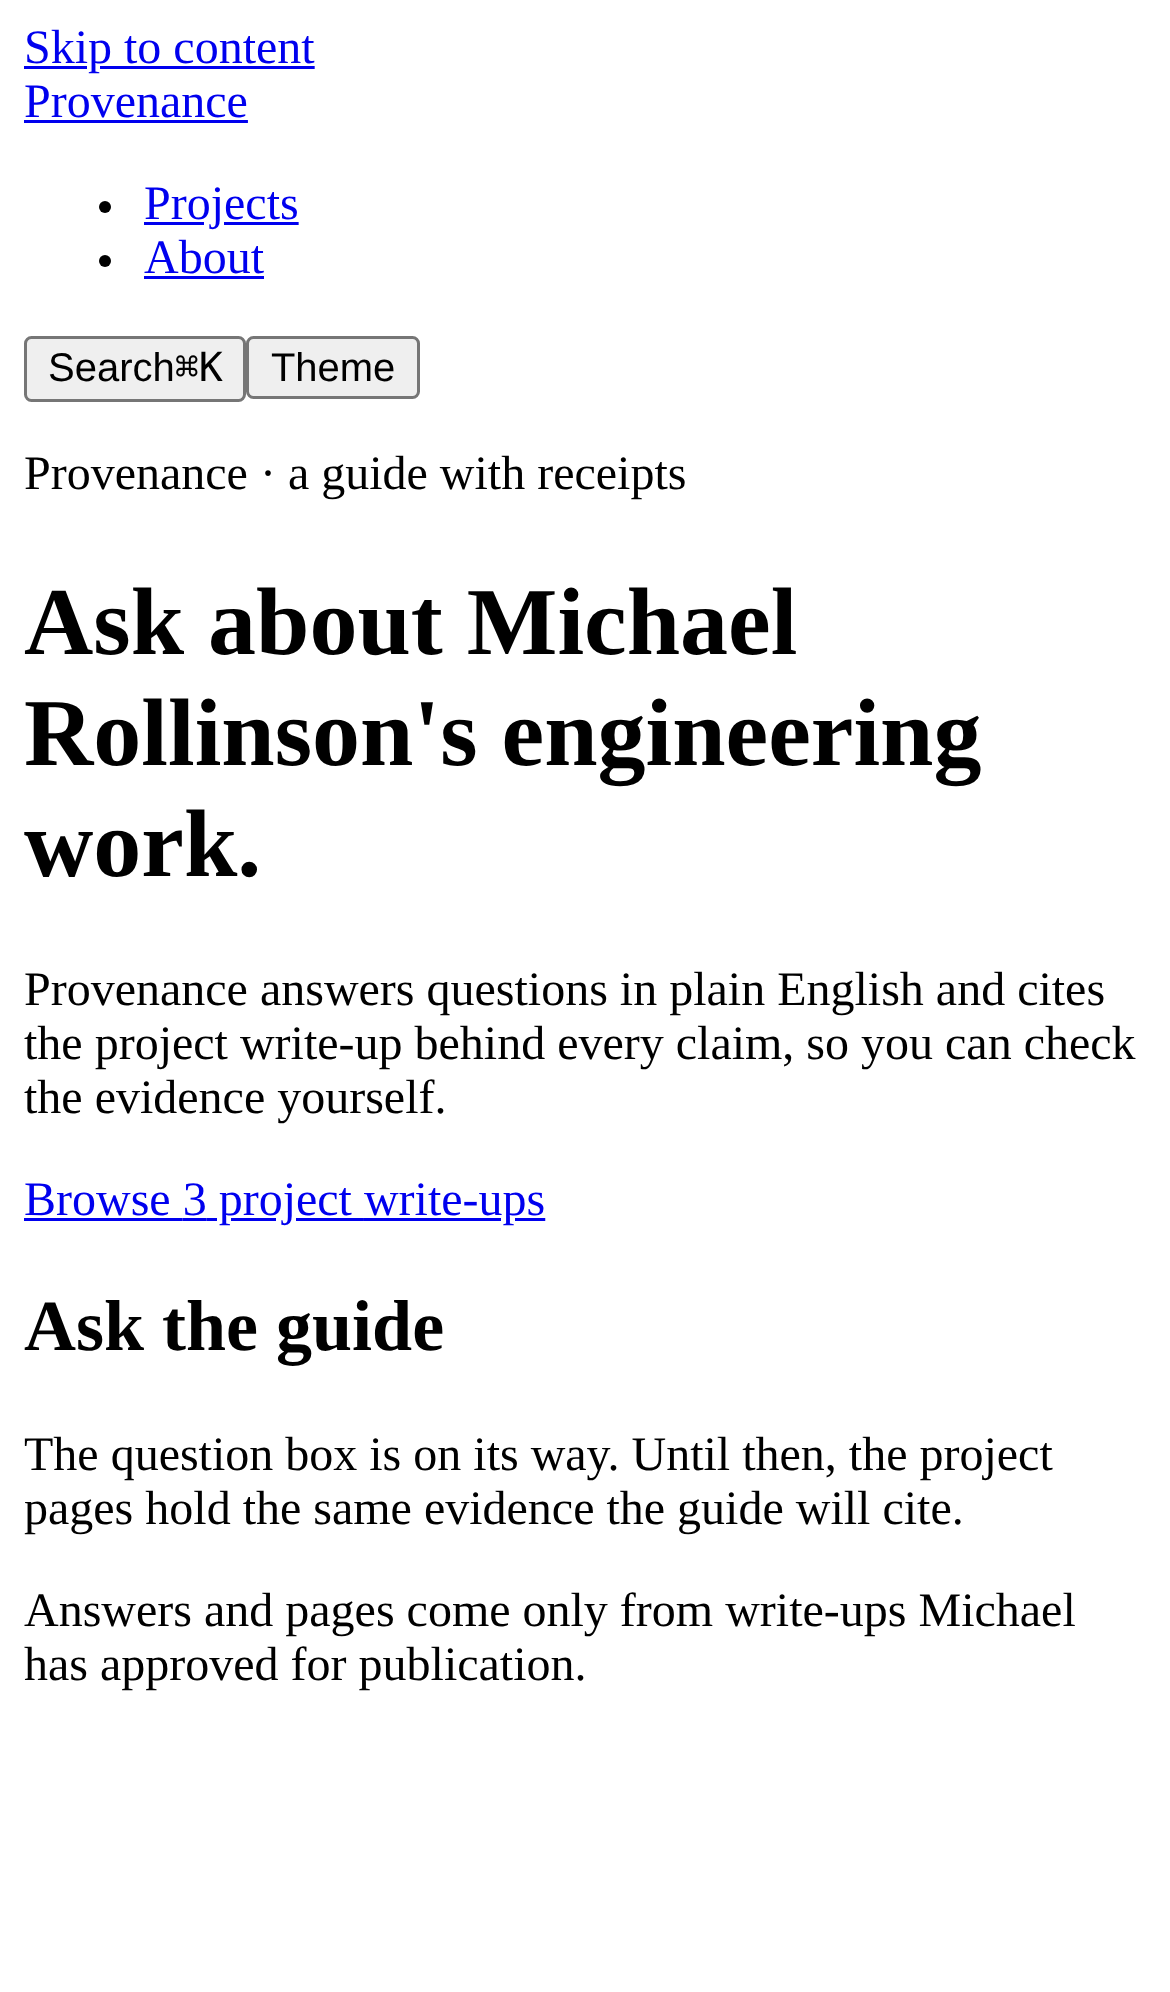 Skip to content
Provenance
Projects
About
Search⌘K Theme
Provenance · a guide with receipts
Ask about Michael
Rollinson's engineering
work.
Provenance answers questions in plain English and cites
the project write-up behind every claim, so you can check
the evidence yourself.
Browse 3 project write-ups
Ask the guide
The question box is on its way. Until then, the project
pages hold the same evidence the guide will cite.
Answers and pages come only from write-ups Michael
has approved for publication.